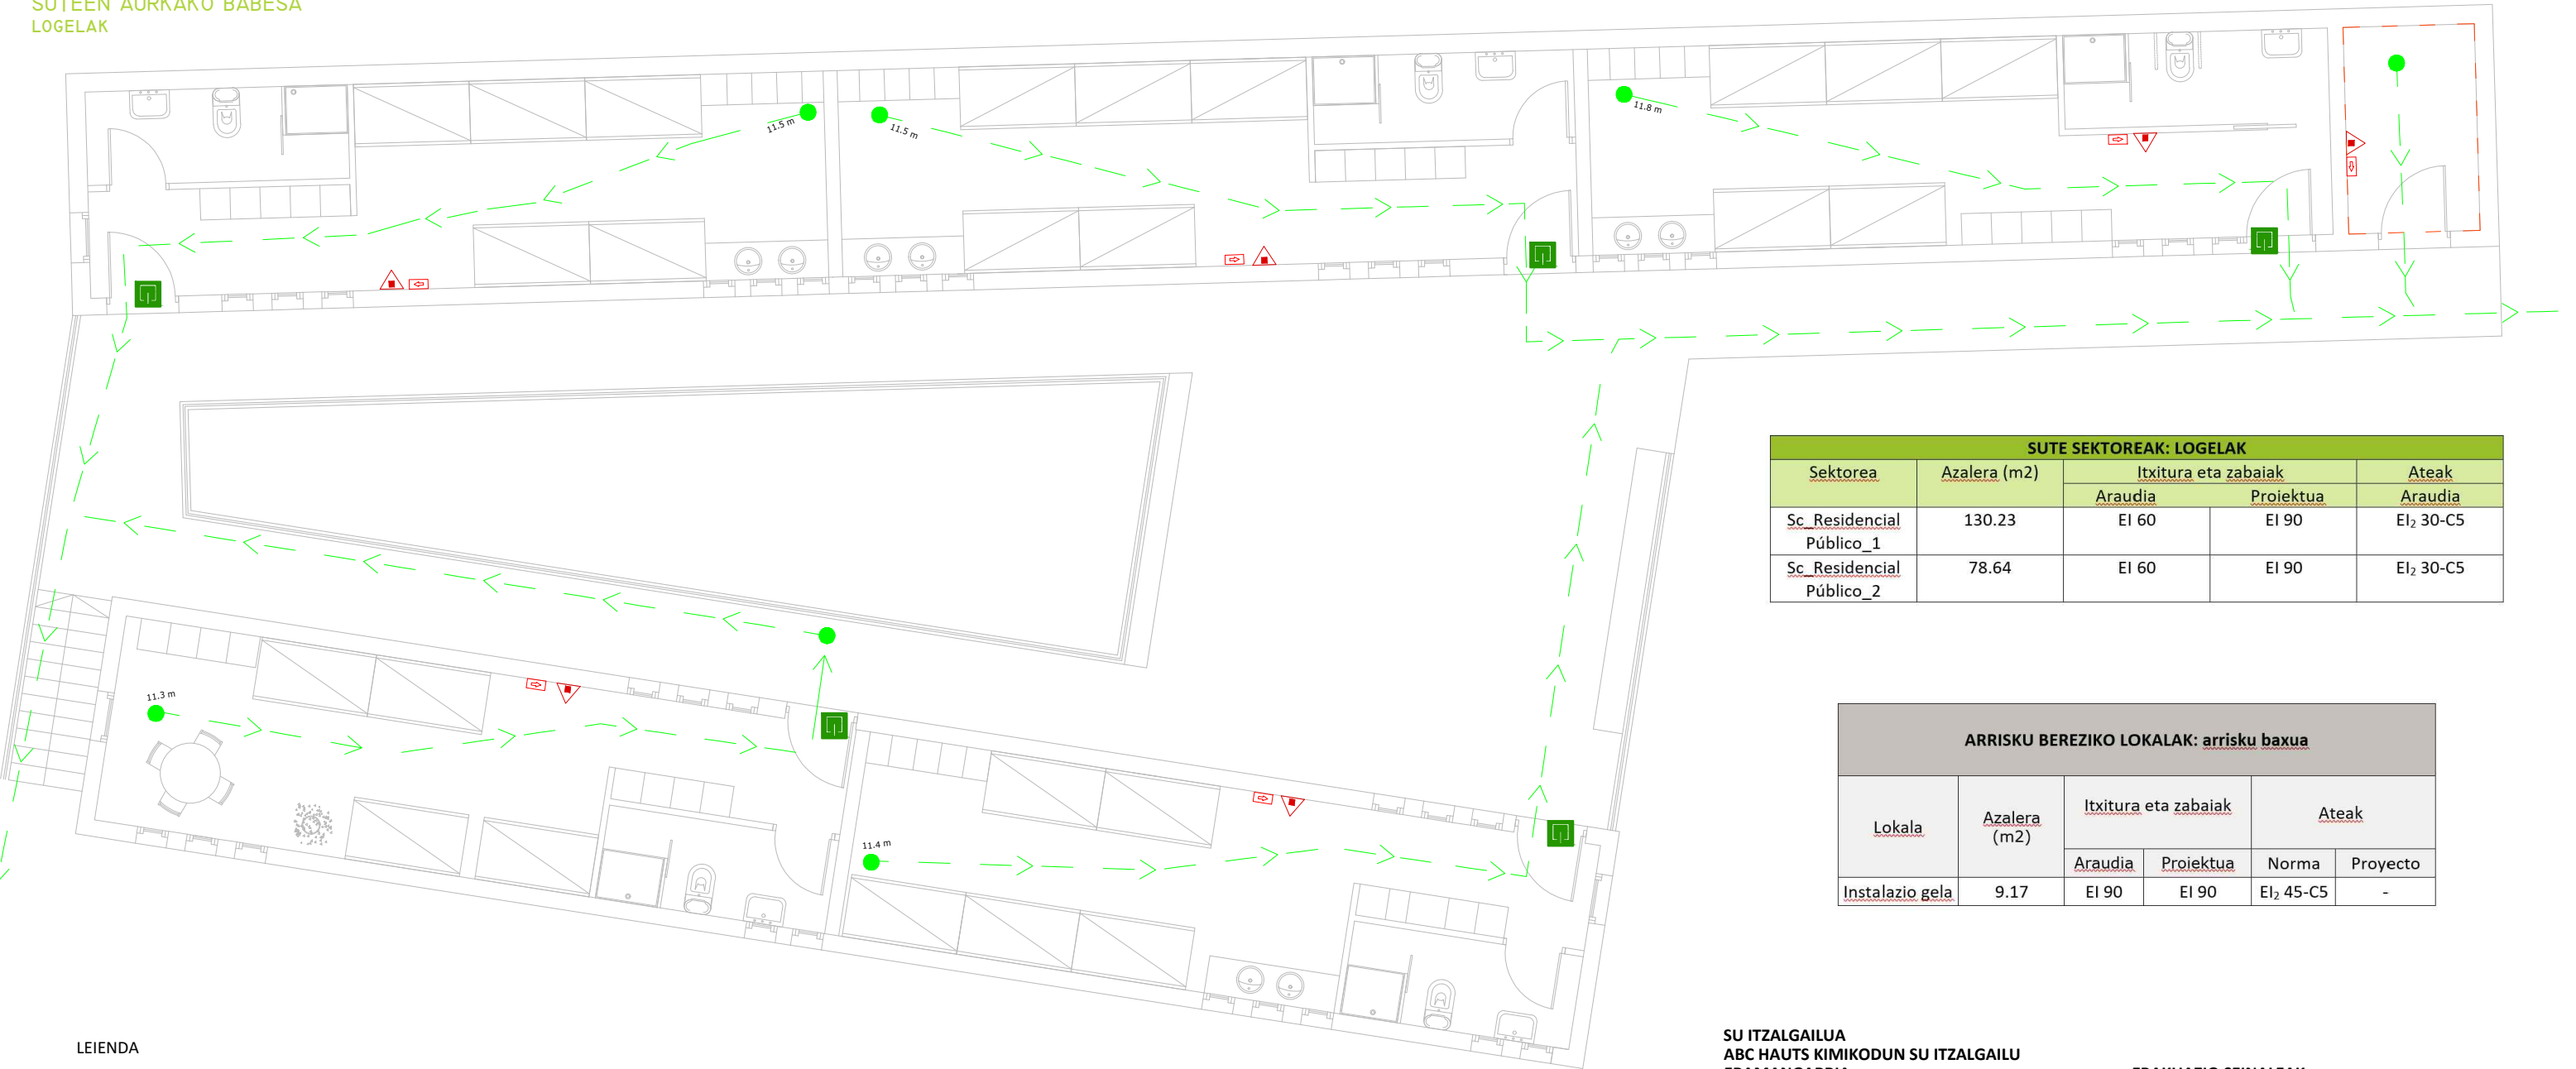 SUTEEN AURKAKO BABESA
LOGELAK
11.5 m
11.5 m
11.8 m
11.3 m
11.4 m
SUTE SEKTOREAK: LOGELAK
Sektorea Azalera (m2) Itxitura eta zabaiak Ateak
Araudia Proiektua Araudia
Sc_Residencial Público_1 130.23 EI 60 EI 90 EI₂ 30-C5
Sc_Residencial Público_2 78.64 EI 60 EI 90 EI₂ 30-C5
ARRISKU BEREZIKO LOKALAK: arrisku baxua
Lokala Azalera (m2) Itxitura eta zabaiak Ateak
Araudia Proiektua Norma Proyecto
Instalazio gela 9.17 EI 90 EI 90 EI₂ 45-C5 -
LEIENDA
SU ITZALGAILUA
ABC HAUTS KIMIKODUN SU ITZALGAILU